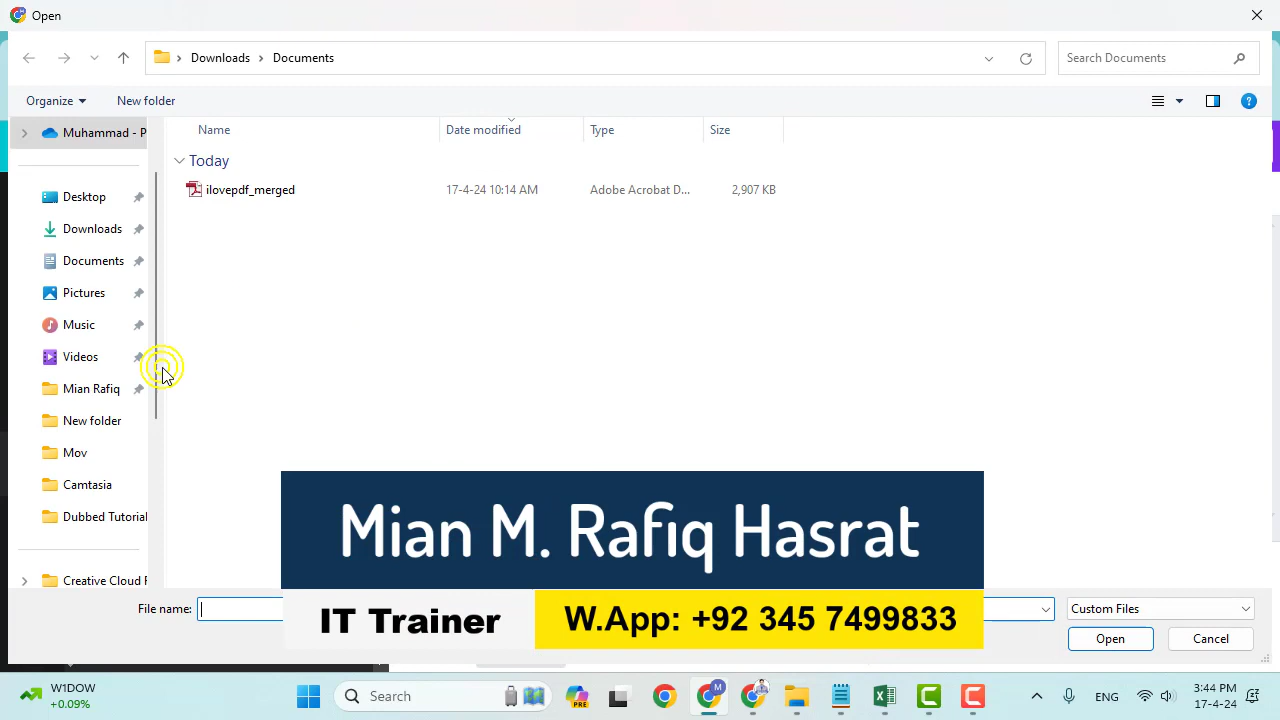 Open
Downloads > Documents
Search Documents
Organize
New folder
Muhammad - P
Name
Date modified
Type
Size
Today
ilovepdf_merged
17-4-24 10:14 AM
Adobe Acrobat D...
2,907 KB
Desktop
Downloads
Documents
Pictures
Music
Videos
Mian Rafiq
New folder
Mov
Camtasia
Dubbed Tutorial
Creative Cloud F
Mian M. Rafiq Hasrat
IT Trainer
W.App: +92 345 7499833
File name:
Custom Files
Open
Cancel
W1DOW
+0.09%
Search
PRE
M
ENG
3:44 PM
17-4-24